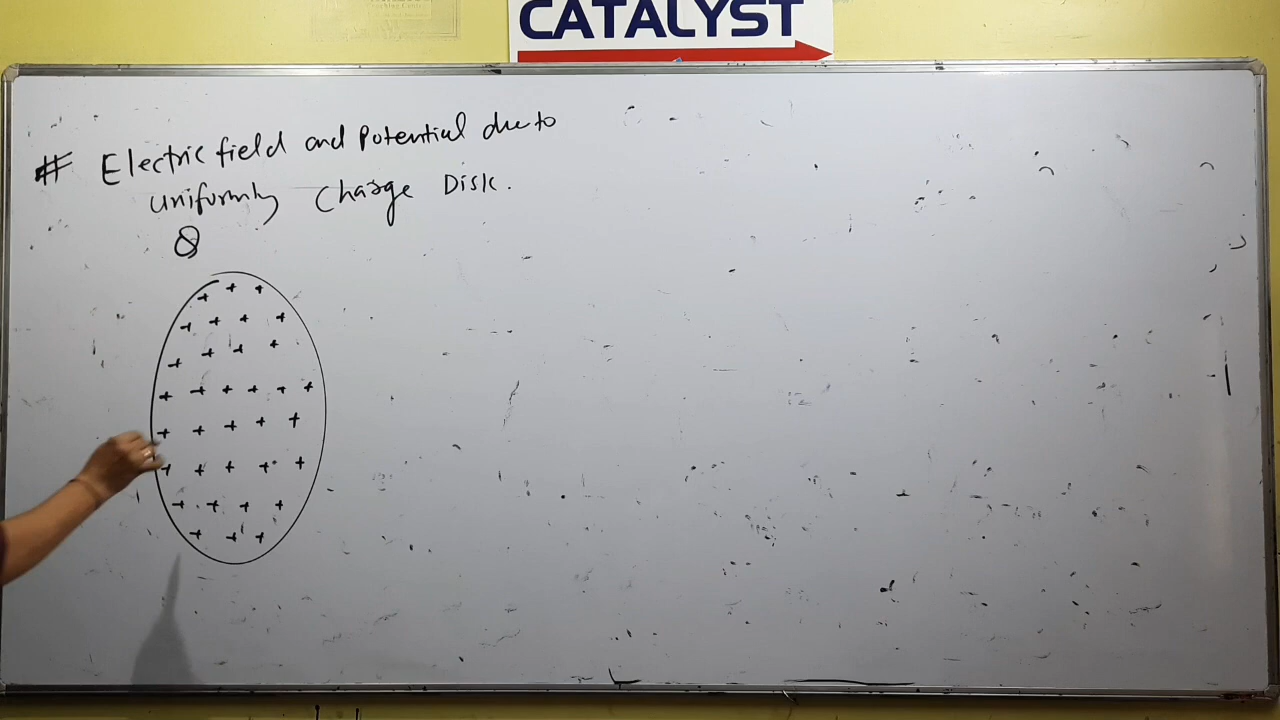 CATALYST
# Electric field and Potential due to
uniformly Charge Disk.
Q